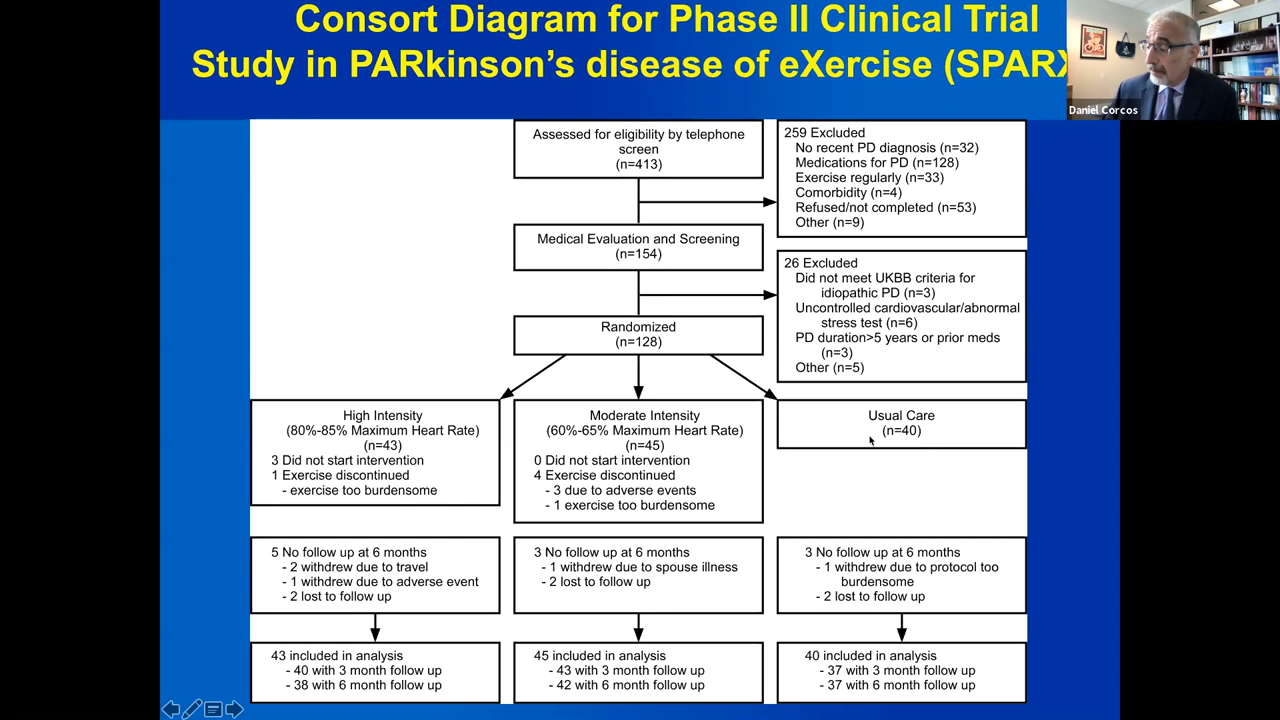 Consort Diagram for Phase II Clinical Trial
Study in PARkinson's disease of eXercise (SPARX
Daniel Corcos
Assessed for eligibility by telephone
screen
(n=413)
259 Excluded
No recent PD diagnosis (n=32)
Medications for PD (n=128)
Exercise regularly (n=33)
Comorbidity (n=4)
Refused/not completed (n=53)
Other (n=9)
Medical Evaluation and Screening
(n=154)
26 Excluded
Did not meet UKBB criteria for
idiopathic PD (n=3)
Uncontrolled cardiovascular/abnormal
stress test (n=6)
PD duration>5 years or prior meds
(n=3)
Other (n=5)
Randomized
(n=128)
High Intensity
(80%-85% Maximum Heart Rate)
(n=43)
3 Did not start intervention
1 Exercise discontinued
- exercise too burdensome
Moderate Intensity
(60%-65% Maximum Heart Rate)
(n=45)
0 Did not start intervention
4 Exercise discontinued
- 3 due to adverse events
- 1 exercise too burdensome
Usual Care
(n=40)
5 No follow up at 6 months
- 2 withdrew due to travel
- 1 withdrew due to adverse event
- 2 lost to follow up
3 No follow up at 6 months
- 1 withdrew due to spouse illness
- 2 lost to follow up
3 No follow up at 6 months
- 1 withdrew due to protocol too
burdensome
- 2 lost to follow up
43 included in analysis
- 40 with 3 month follow up
- 38 with 6 month follow up
45 included in analysis
- 43 with 3 month follow up
- 42 with 6 month follow up
40 included in analysis
- 37 with 3 month follow up
- 37 with 6 month follow up